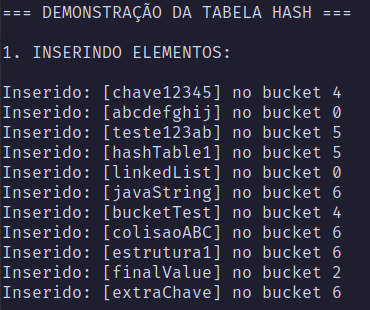 === DEMONSTRAÇÃO DA TABELA HASH ===
1. INSERINDO ELEMENTOS:
Inserido: [chave12345] no bucket 4
Inserido: [abcdefghij] no bucket 0
Inserido: [teste123ab] no bucket 5
Inserido: [hashTable1] no bucket 5
Inserido: [linkedList] no bucket 0
Inserido: [javaString] no bucket 6
Inserido: [bucketTest] no bucket 4
Inserido: [colisaoABC] no bucket 6
Inserido: [estrutura1] no bucket 6
Inserido: [finalValue] no bucket 2
Inserido: [extraChave] no bucket 6